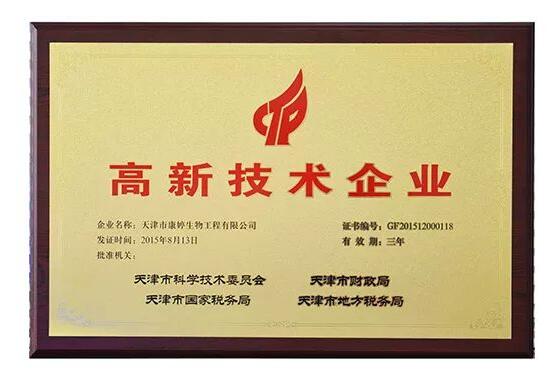 CTP
高新技术企业
企业名称：天津市康婷生物工程有限公司
证书编号：GF201512000118
发证时间：2015年8月13日
有效期：三年
批准机关：
天津市科学技术委员会
天津市财政局
天津市国家税务局
天津市地方税务局